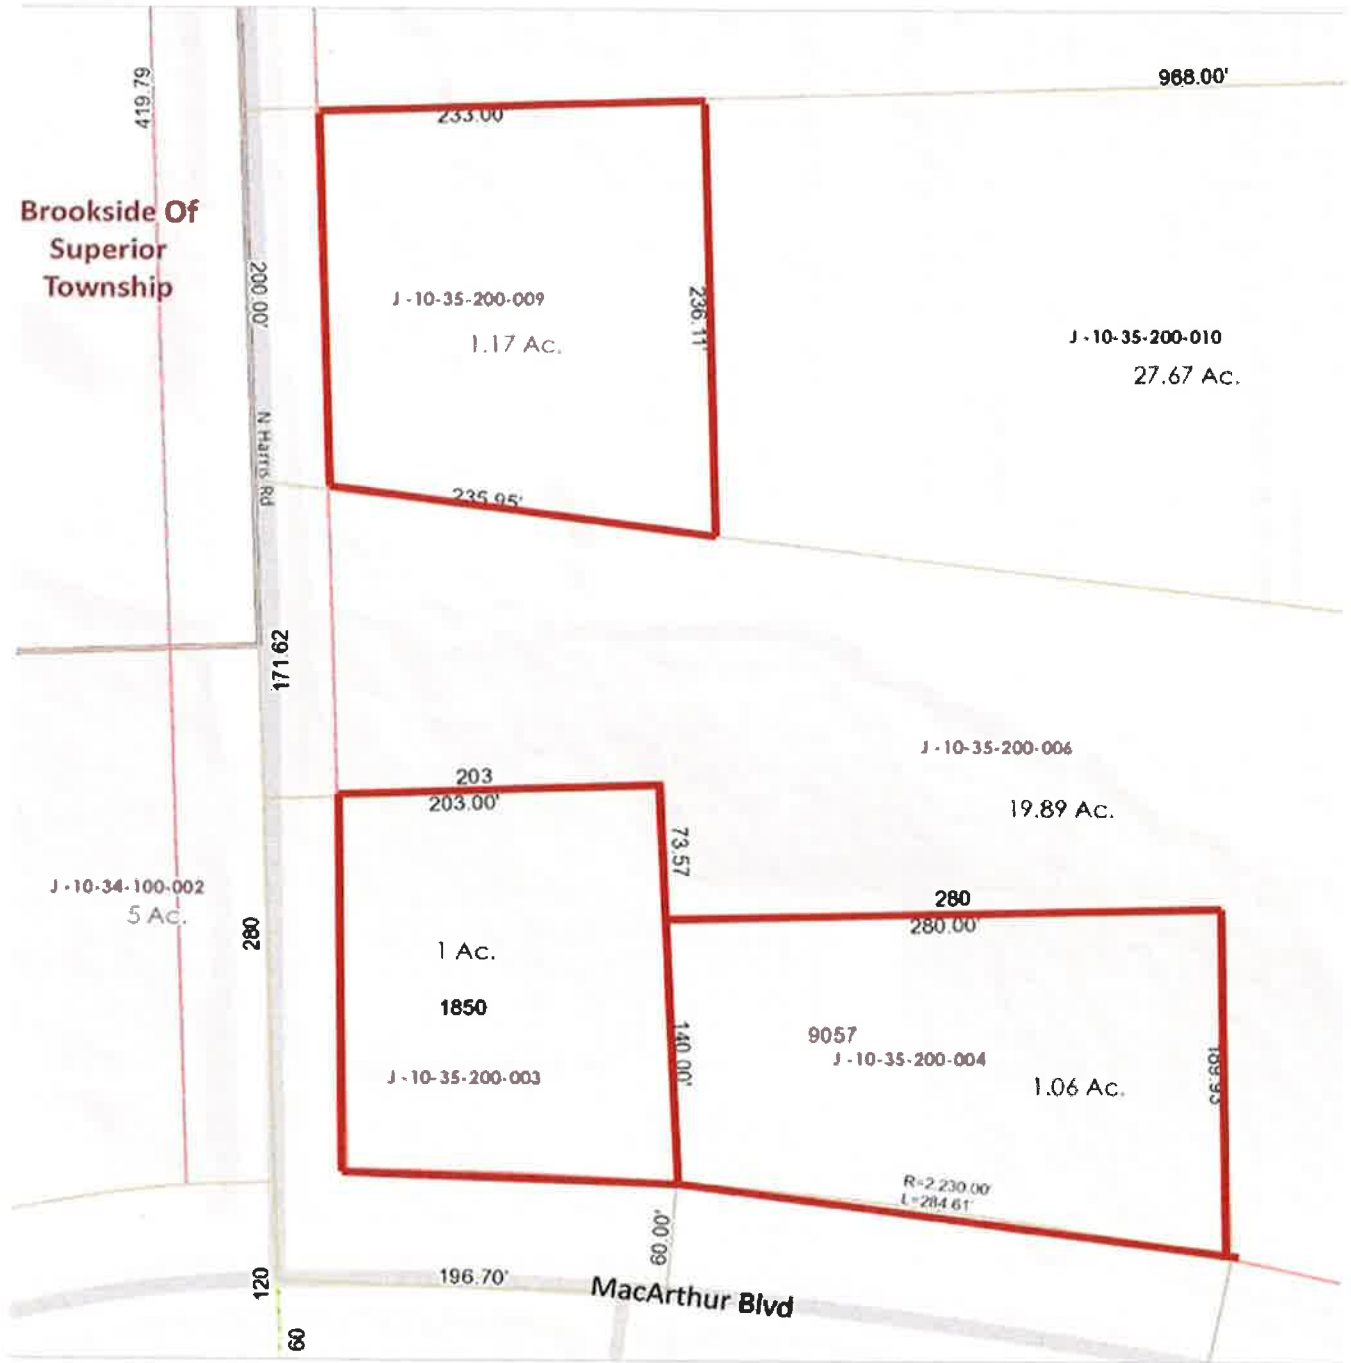 988.00'
419.79
233.00
Brookside Of
Superior
Township
200.00'
J-10-35-200-009
1.17 Ac.
236.11'
J-10-35-200-010
27.67 Ac.
N Harris Rd
235.95'
171.62
J-10-35-200-006
19.89 Ac.
203
203.00'
73.57
J-10-34-100-002
5 Ac.
280
280
280.00'
1 Ac.
1850
J-10-35-200-003
140.00'
9057
J-10-35-200-004
1.06 Ac.
R=2,230.00'
L=284.61'
60.00'
196.70'
MacArthur Blvd
120
60